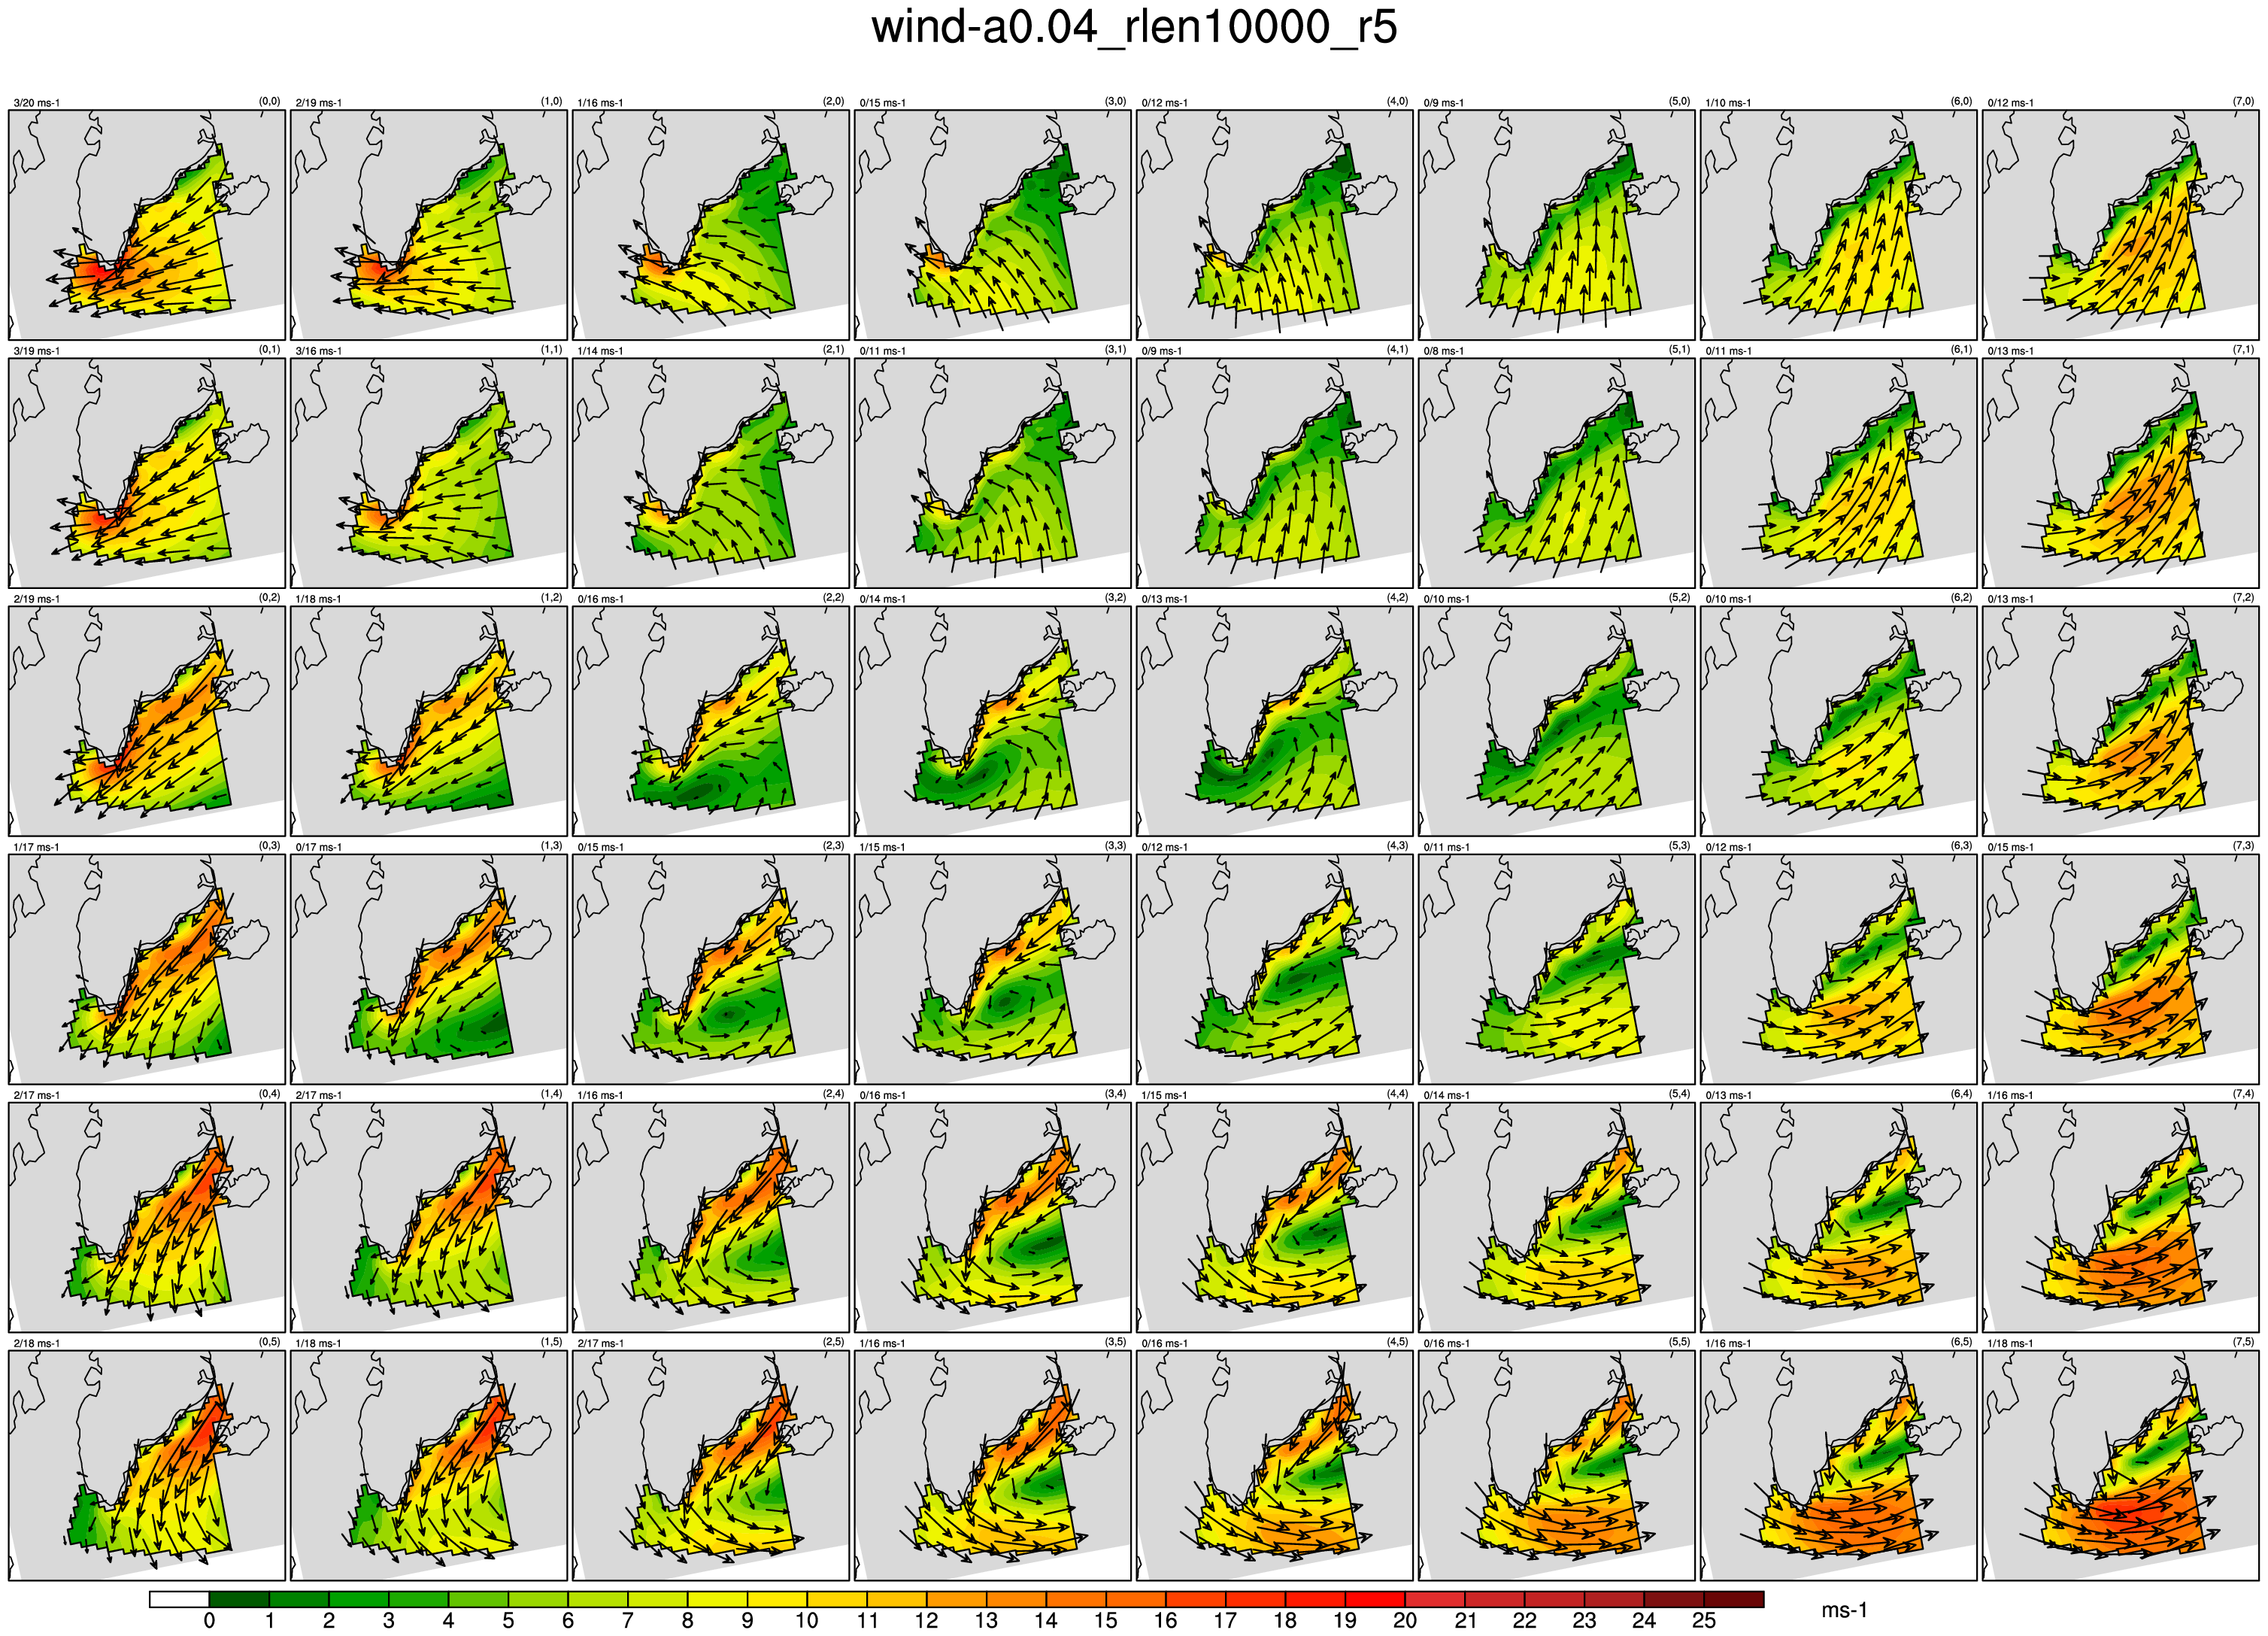 wind-a0.04_rlen10000_r5
3/20 ms-1 (0,0) 2/19 ms-1 (1,0) 1/16 ms-1 (2,0) 0/15 ms-1 (3,0) 0/12 ms-1 (4,0) 0/9 ms-1 (5,0) 1/10 ms-1 (6,0) 0/12 ms-1 (7,0)
3/19 ms-1 (0,1) 3/16 ms-1 (1,1) 1/14 ms-1 (2,1) 0/11 ms-1 (3,1) 0/9 ms-1 (4,1) 0/8 ms-1 (5,1) 0/11 ms-1 (6,1) 0/13 ms-1 (7,1)
2/19 ms-1 (0,2) 1/18 ms-1 (1,2) 0/16 ms-1 (2,2) 0/14 ms-1 (3,2) 0/13 ms-1 (4,2) 0/10 ms-1 (5,2) 0/10 ms-1 (6,2) 0/13 ms-1 (7,2)
1/17 ms-1 (0,3) 0/17 ms-1 (1,3) 0/15 ms-1 (2,3) 1/15 ms-1 (3,3) 0/12 ms-1 (4,3) 0/11 ms-1 (5,3) 0/12 ms-1 (6,3) 0/15 ms-1 (7,3)
2/17 ms-1 (0,4) 2/17 ms-1 (1,4) 1/16 ms-1 (2,4) 0/16 ms-1 (3,4) 1/15 ms-1 (4,4) 0/14 ms-1 (5,4) 0/13 ms-1 (6,4) 1/16 ms-1 (7,4)
2/18 ms-1 (0,5) 1/18 ms-1 (1,5) 2/17 ms-1 (2,5) 1/16 ms-1 (3,5) 0/16 ms-1 (4,5) 0/16 ms-1 (5,5) 1/16 ms-1 (6,5) 1/18 ms-1 (7,5)
0 1 2 3 4 5 6 7 8 9 10 11 12 13 14 15 16 17 18 19 20 21 22 23 24 25 ms-1